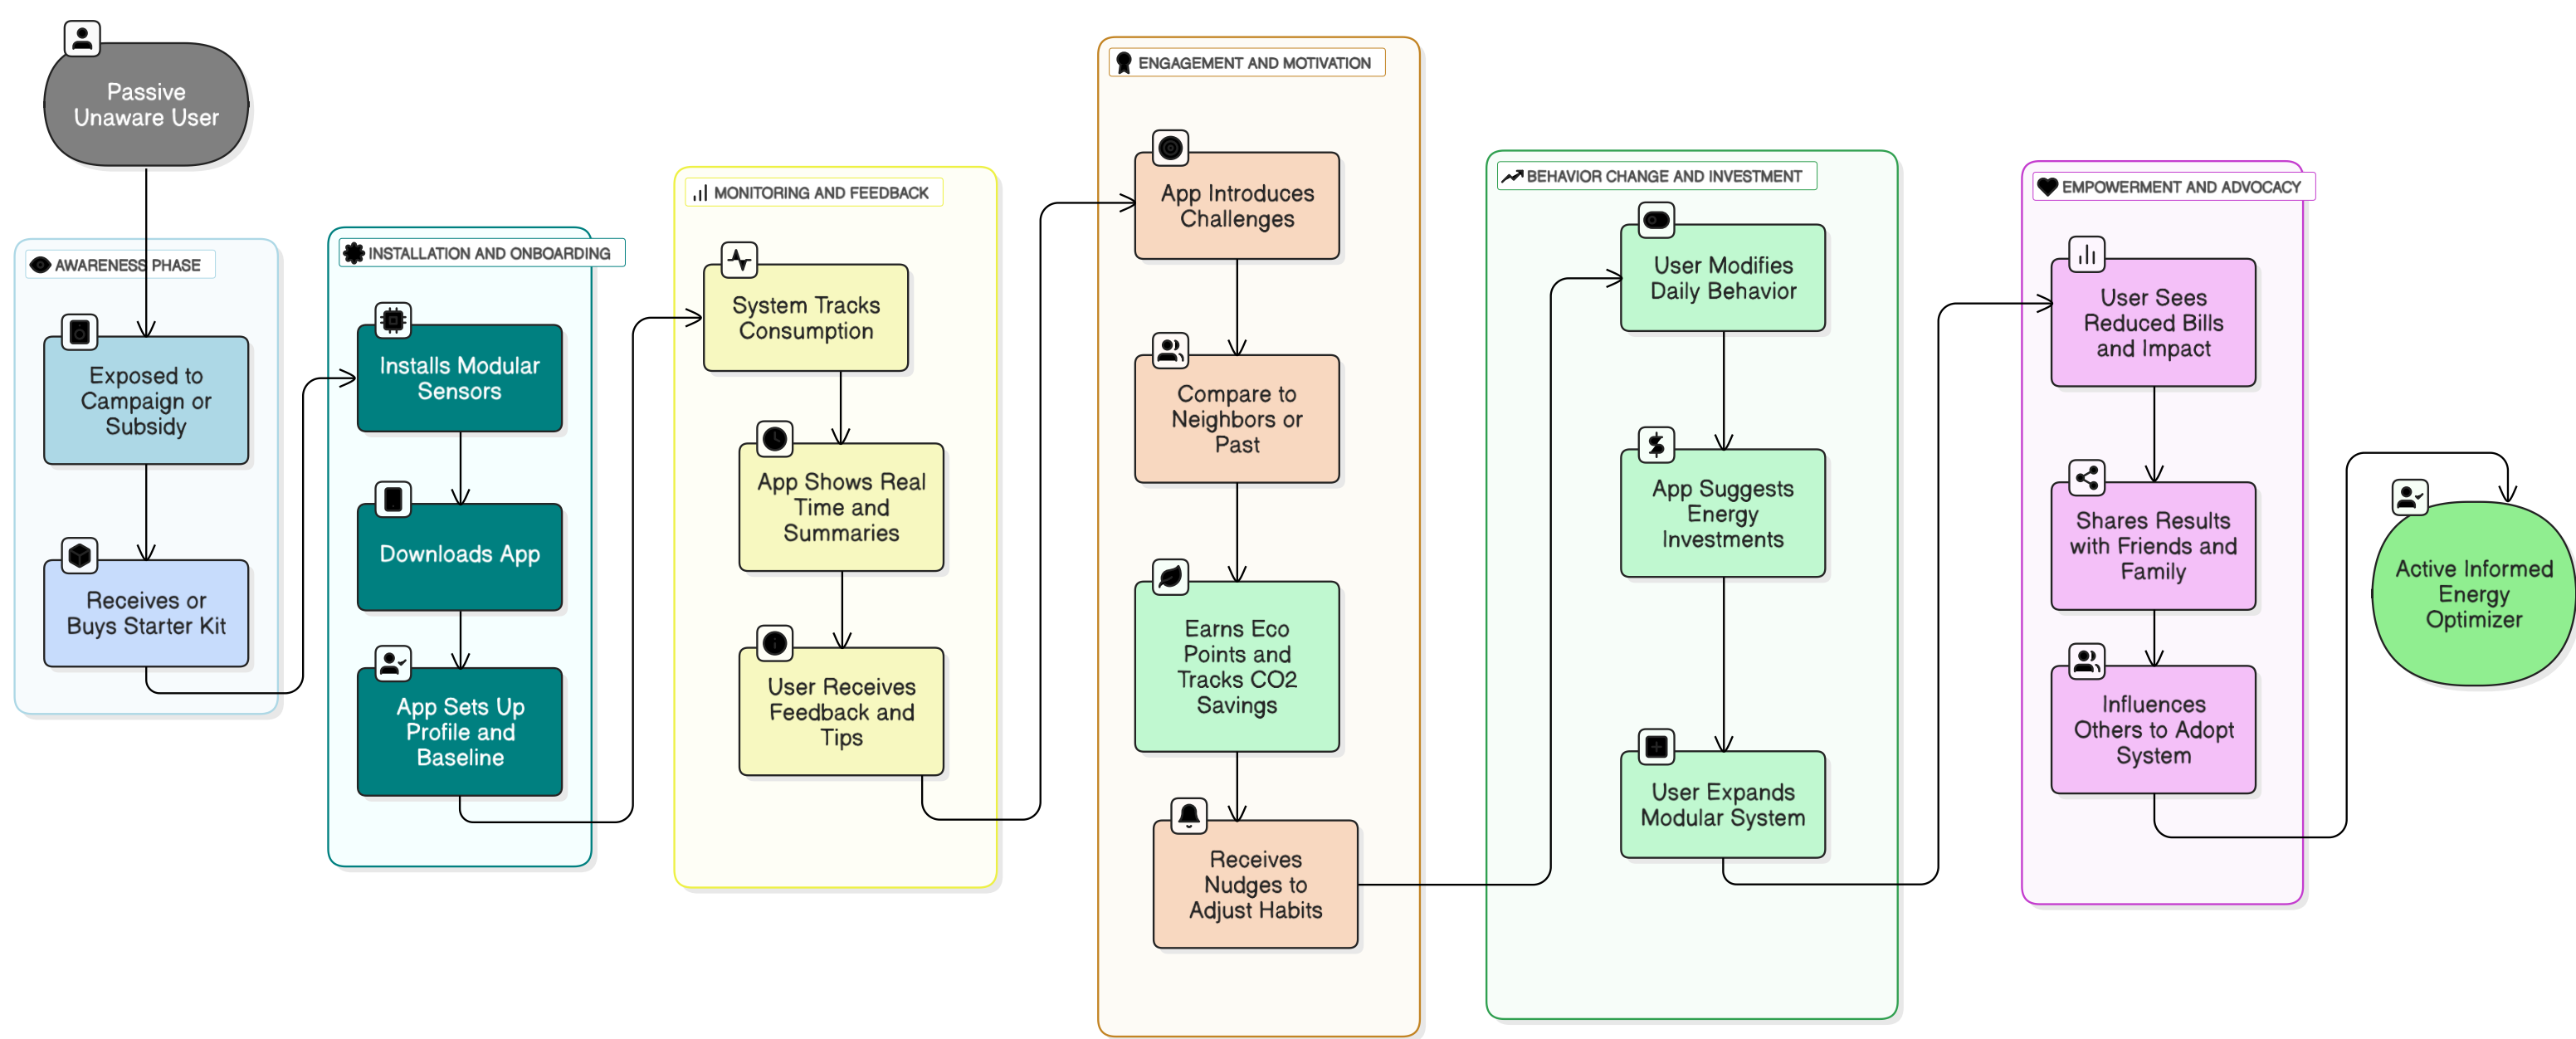 Passive
Unaware User
AWARENESS PHASE
Exposed to
Campaign or
Subsidy
Receives or
Buys Starter Kit
INSTALLATION AND ONBOARDING
Installs Modular
Sensors
Downloads App
App Sets Up
Profile and
Baseline
MONITORING AND FEEDBACK
System Tracks
Consumption
App Shows Real
Time and
Summaries
User Receives
Feedback and
Tips
ENGAGEMENT AND MOTIVATION
App Introduces
Challenges
Compare to
Neighbors or
Past
Earns Eco
Points and
Tracks CO2
Savings
Receives
Nudges to
Adjust Habits
BEHAVIOR CHANGE AND INVESTMENT
User Modifies
Daily Behavior
App Suggests
Energy
Investments
User Expands
Modular System
EMPOWERMENT AND ADVOCACY
User Sees
Reduced Bills
and Impact
Shares Results
with Friends and
Family
Influences
Others to Adopt
System
Active Informed
Energy
Optimizer